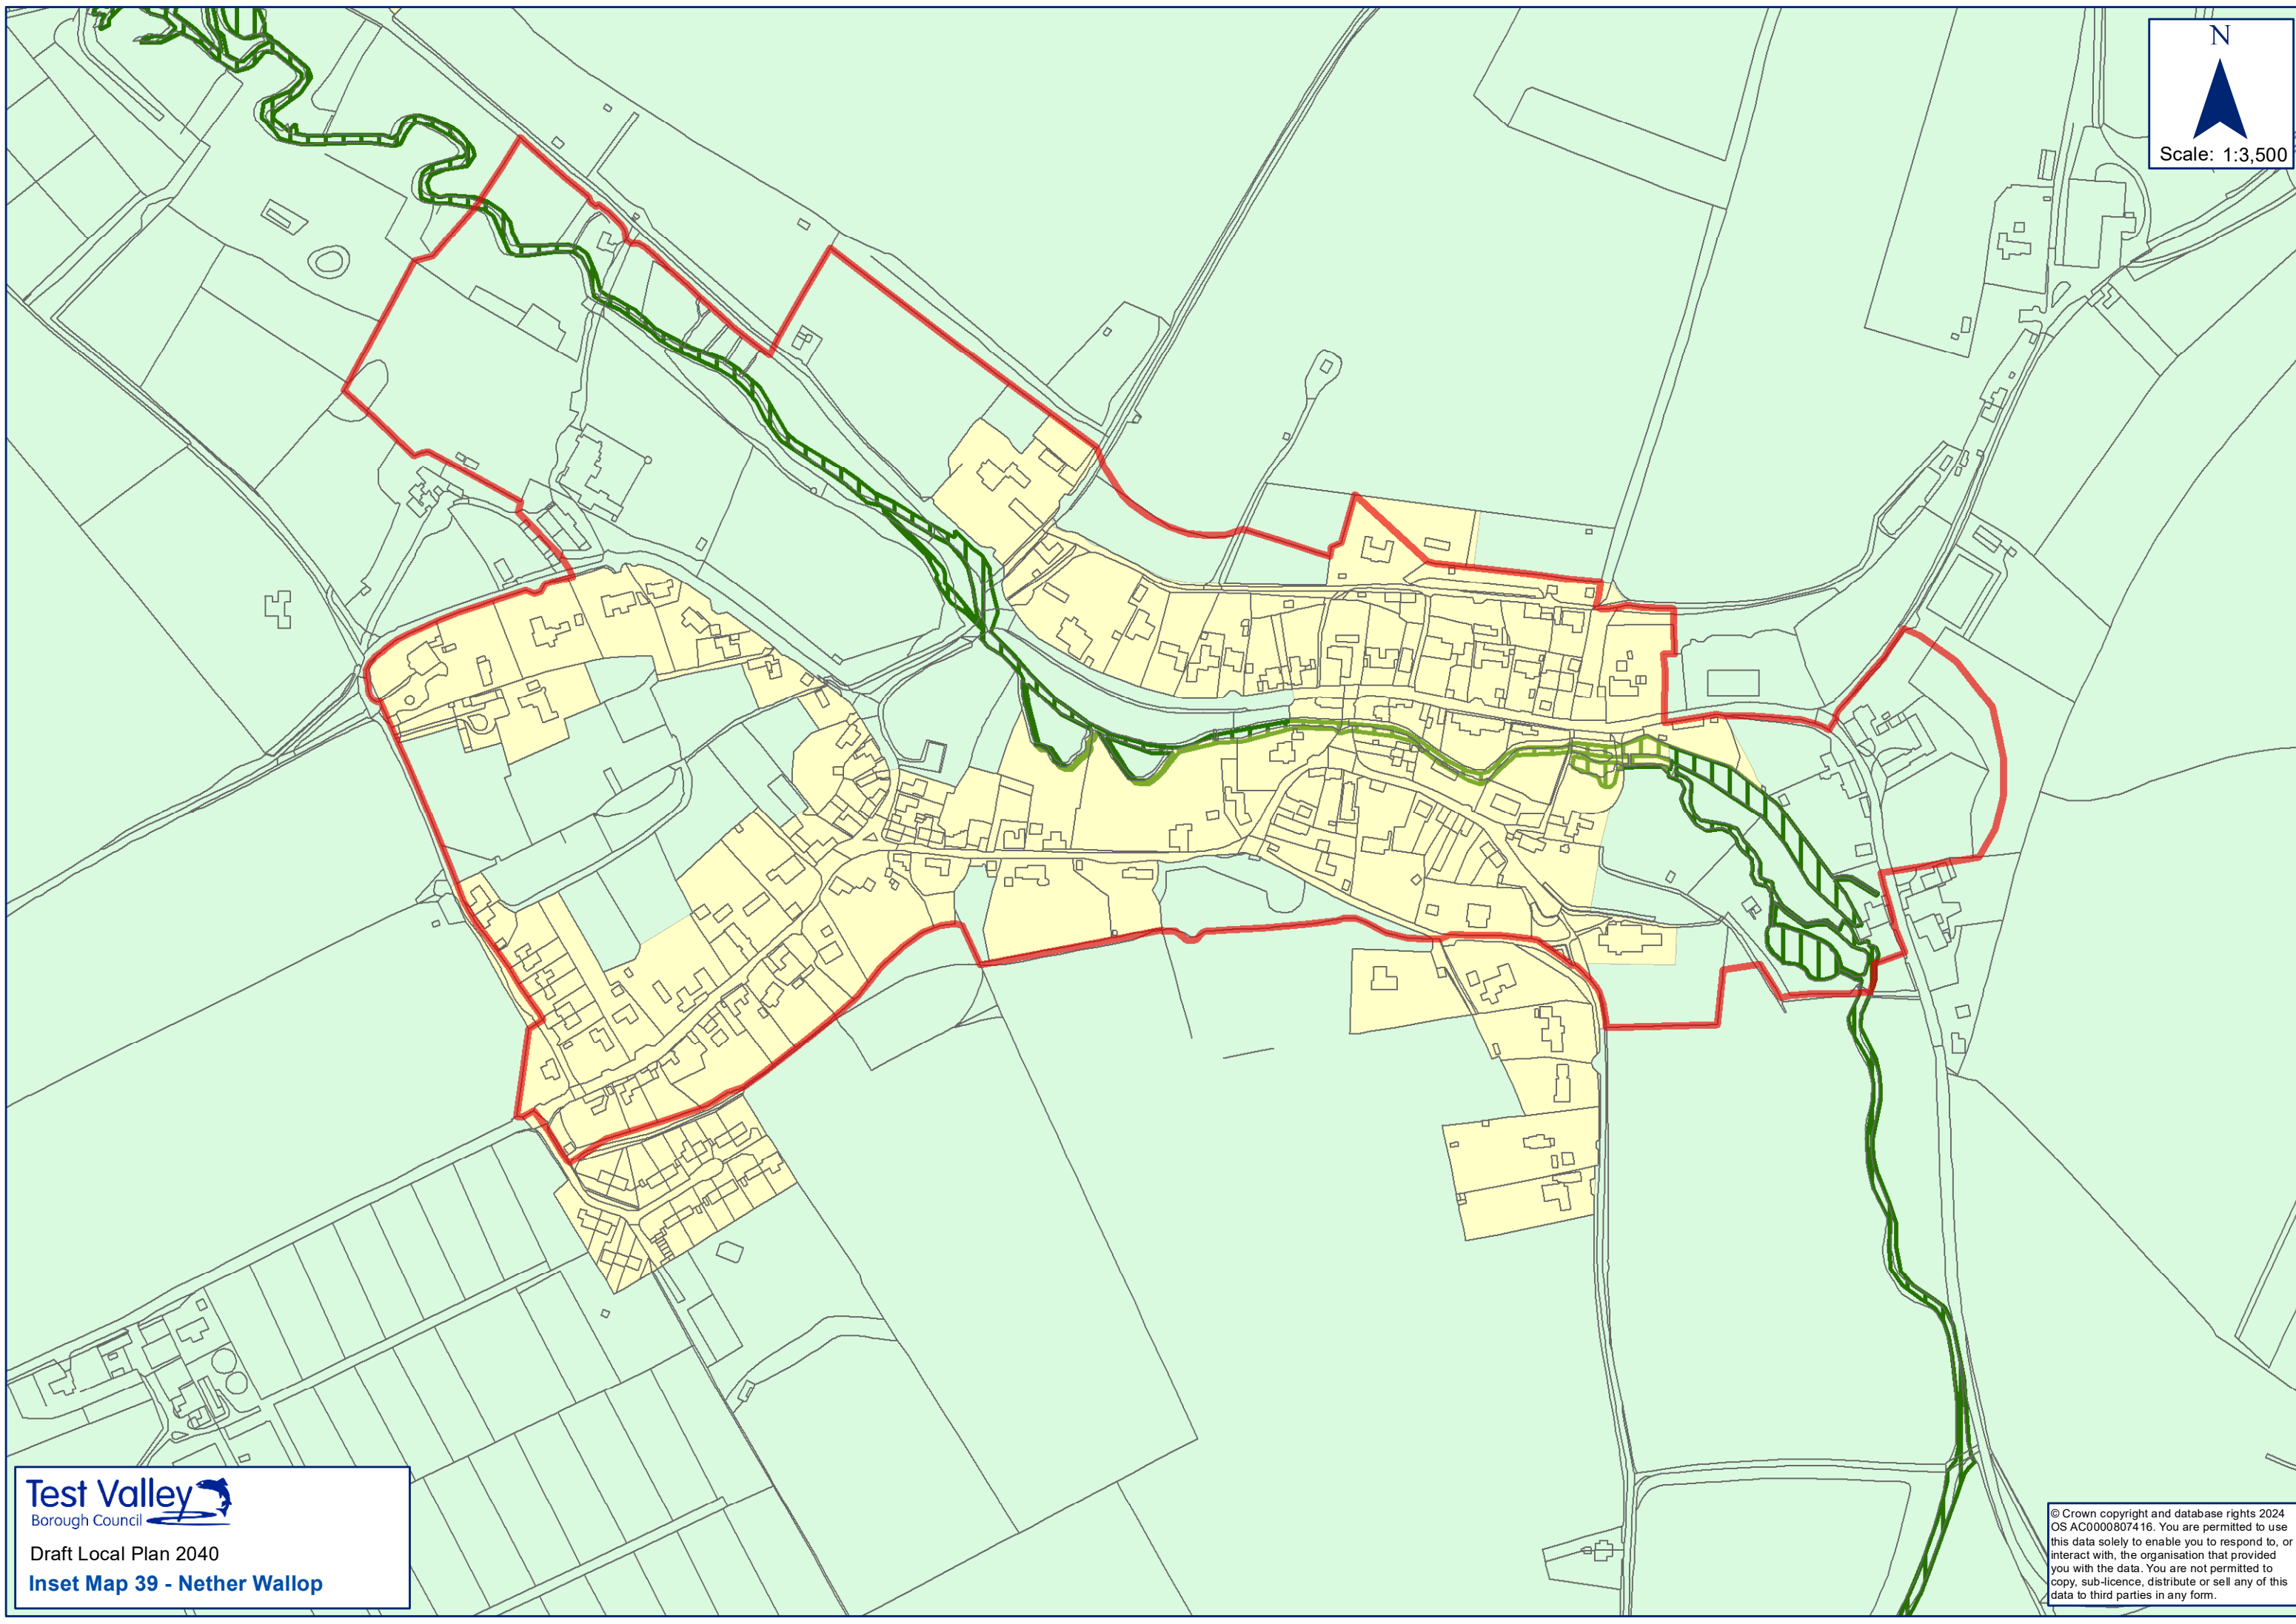 N
Scale: 1:3,500
Test Valley
Borough Council
Draft Local Plan 2040
Inset Map 39 - Nether Wallop
© Crown copyright and database rights 2024
OS AC0000807416. You are permitted to use
this data solely to enable you to respond to, or
interact with, the organisation that provided
you with the data. You are not permitted to
copy, sub-licence, distribute or sell any of this
data to third parties in any form.